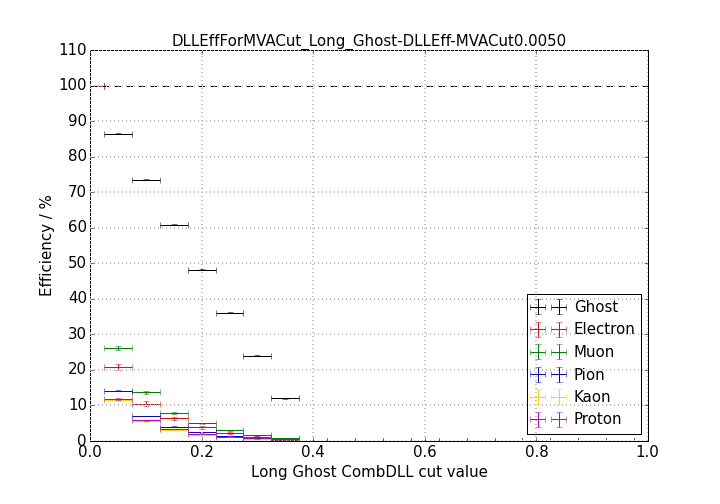 DLLEffForMVACut_Long_Ghost-DLLEff-MVACut0.0050
110
100
90
80
70
60
50
40
30
20
10
0
Efficiency / %
Ghost
Electron
Muon
Pion
Kaon
Proton
0.0 0.2 0.4 0.6 0.8 1.0
Long Ghost CombDLL cut value